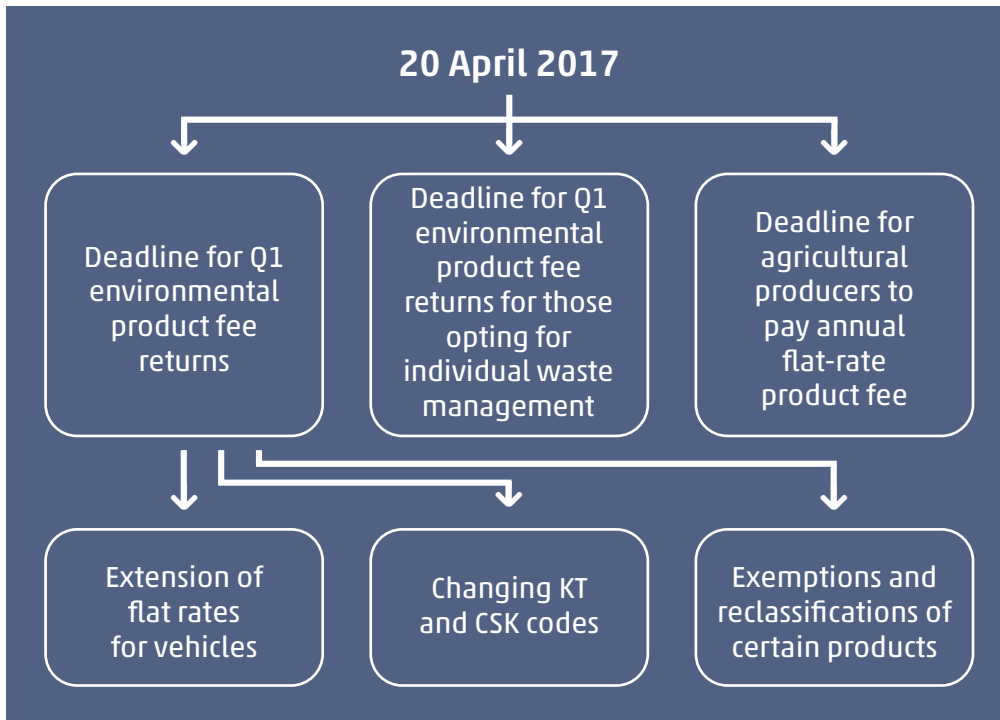 20 April 2017
Deadline for Q1
environmental
product fee
returns
Deadline for Q1
environmental
product fee
returns for those
opting for
individual waste
management
Deadline for
agricultural
producers to
pay annual
flat-rate
product fee
Extension of
flat rates
for vehicles
Changing KT
and CSK codes
Exemptions and
reclassifications of
certain products